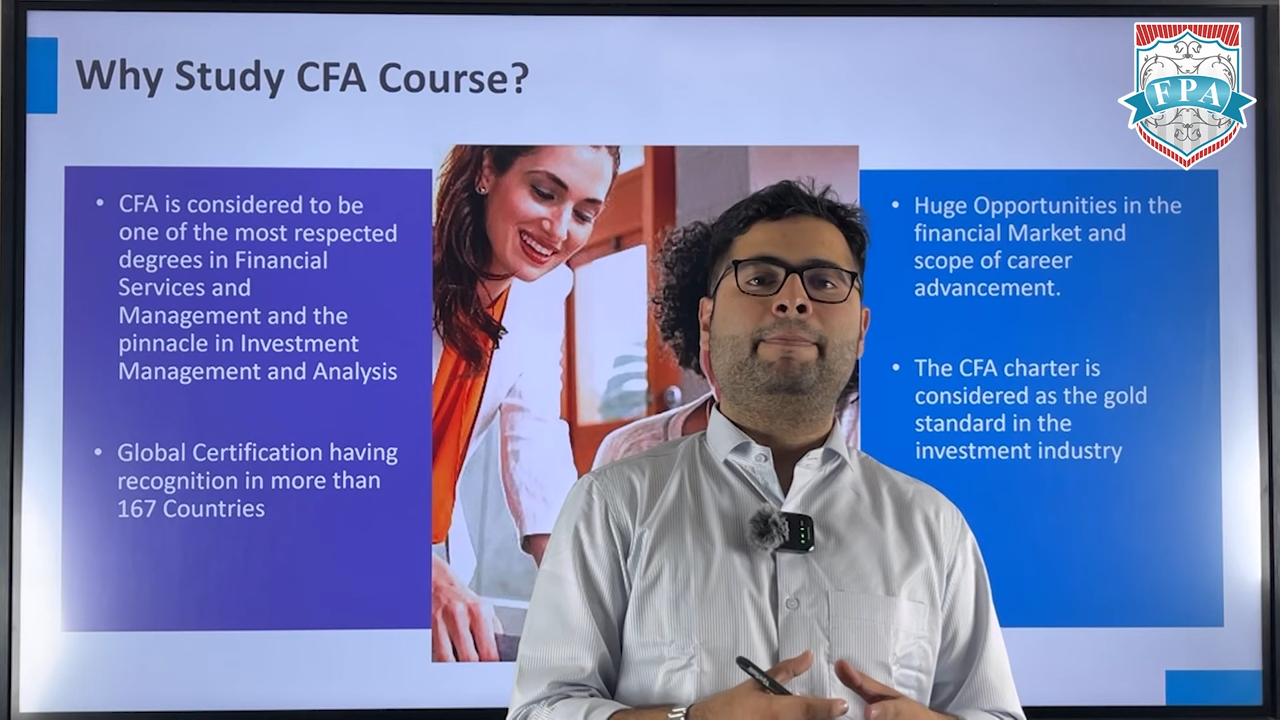 Why Study CFA Course?
• CFA is considered to be
one of the most respected
degrees in Financial
Services and
Management and the
pinnacle in Investment
Management and Analysis
• Global Certification having
recognition in more than
167 Countries
• Huge Opportunities in the
financial Market and
scope of career
advancement.
• The CFA charter is
considered as the gold
standard in the
investment industry
FPA